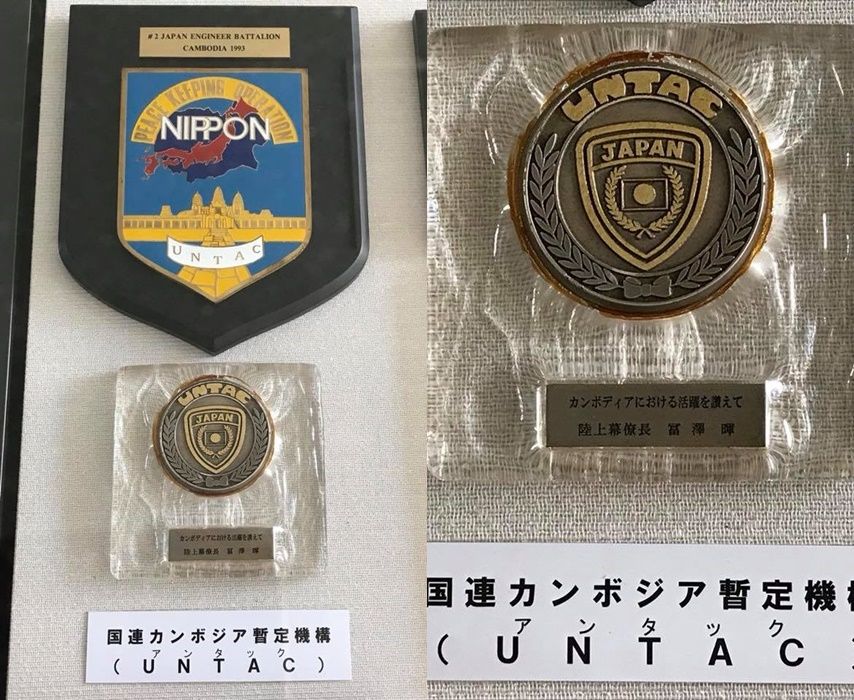 # 2 JAPAN ENGINEER BATTALION
CAMBODIA 1993
PEACE KEEPING OPERATION
NIPPON
UNTAC
UNTAC
JAPAN
カンボディアにおける活躍を讃えて
陸上幕僚長 冨澤 暉
国連カンボジア暫定機構
アンタック
(UNTAC)
UNTAC
JAPAN
カンボディアにおける活躍を讃えて
陸上幕僚長 冨澤 暉
国連カンボジア暫定機
アンタック
(UNTAC)